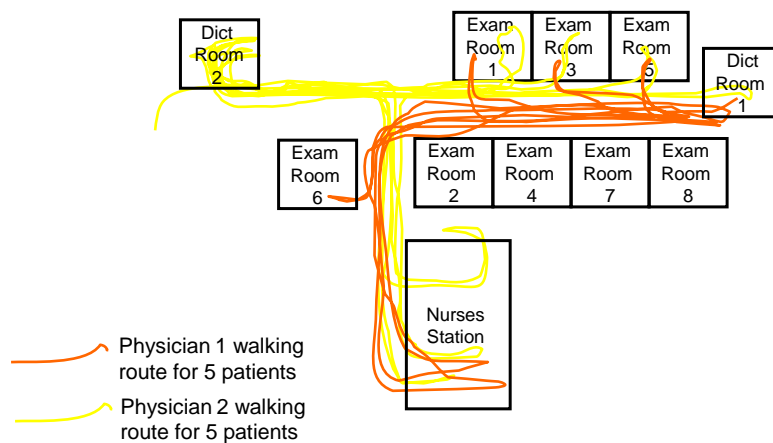 Dict
Room
2
Exam
Room
1
Exam
Room
3
Exam
Room
5
Dict
Room
1
Exam
Room
6
Exam
Room
2
Exam
Room
4
Exam
Room
7
Exam
Room
8
Nurses
Station
Physician 1 walking
route for 5 patients
Physician 2 walking
route for 5 patients